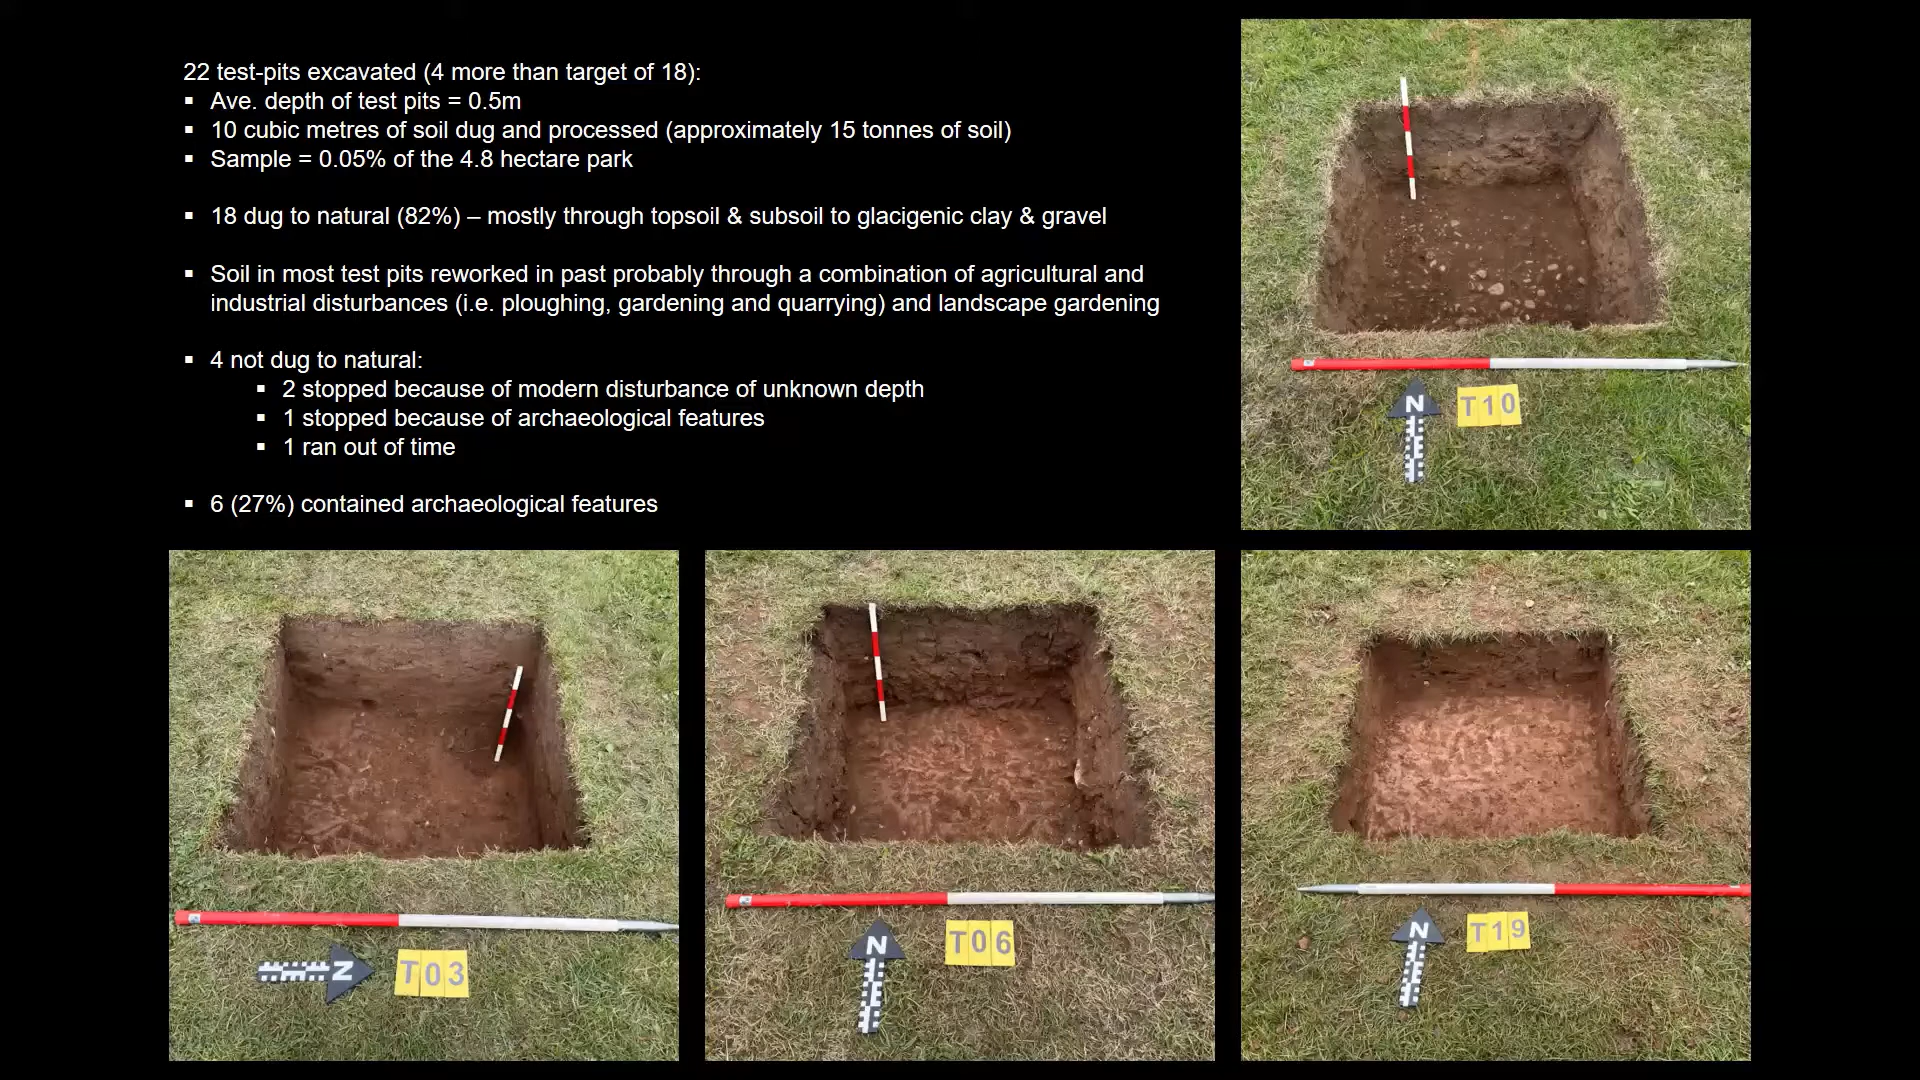 22 test-pits excavated (4 more than target of 18):
▪ Ave. depth of test pits = 0.5m
▪ 10 cubic metres of soil dug and processed (approximately 15 tonnes of soil)
▪ Sample = 0.05% of the 4.8 hectare park
▪ 18 dug to natural (82%) – mostly through topsoil & subsoil to glacigenic clay & gravel
▪ Soil in most test pits reworked in past probably through a combination of agricultural and
industrial disturbances (i.e. ploughing, gardening and quarrying) and landscape gardening
▪ 4 not dug to natural:
▪ 2 stopped because of modern disturbance of unknown depth
▪ 1 stopped because of archaeological features
▪ 1 ran out of time
▪ 6 (27%) contained archaeological features
N T10
N T03
N T06
N T19